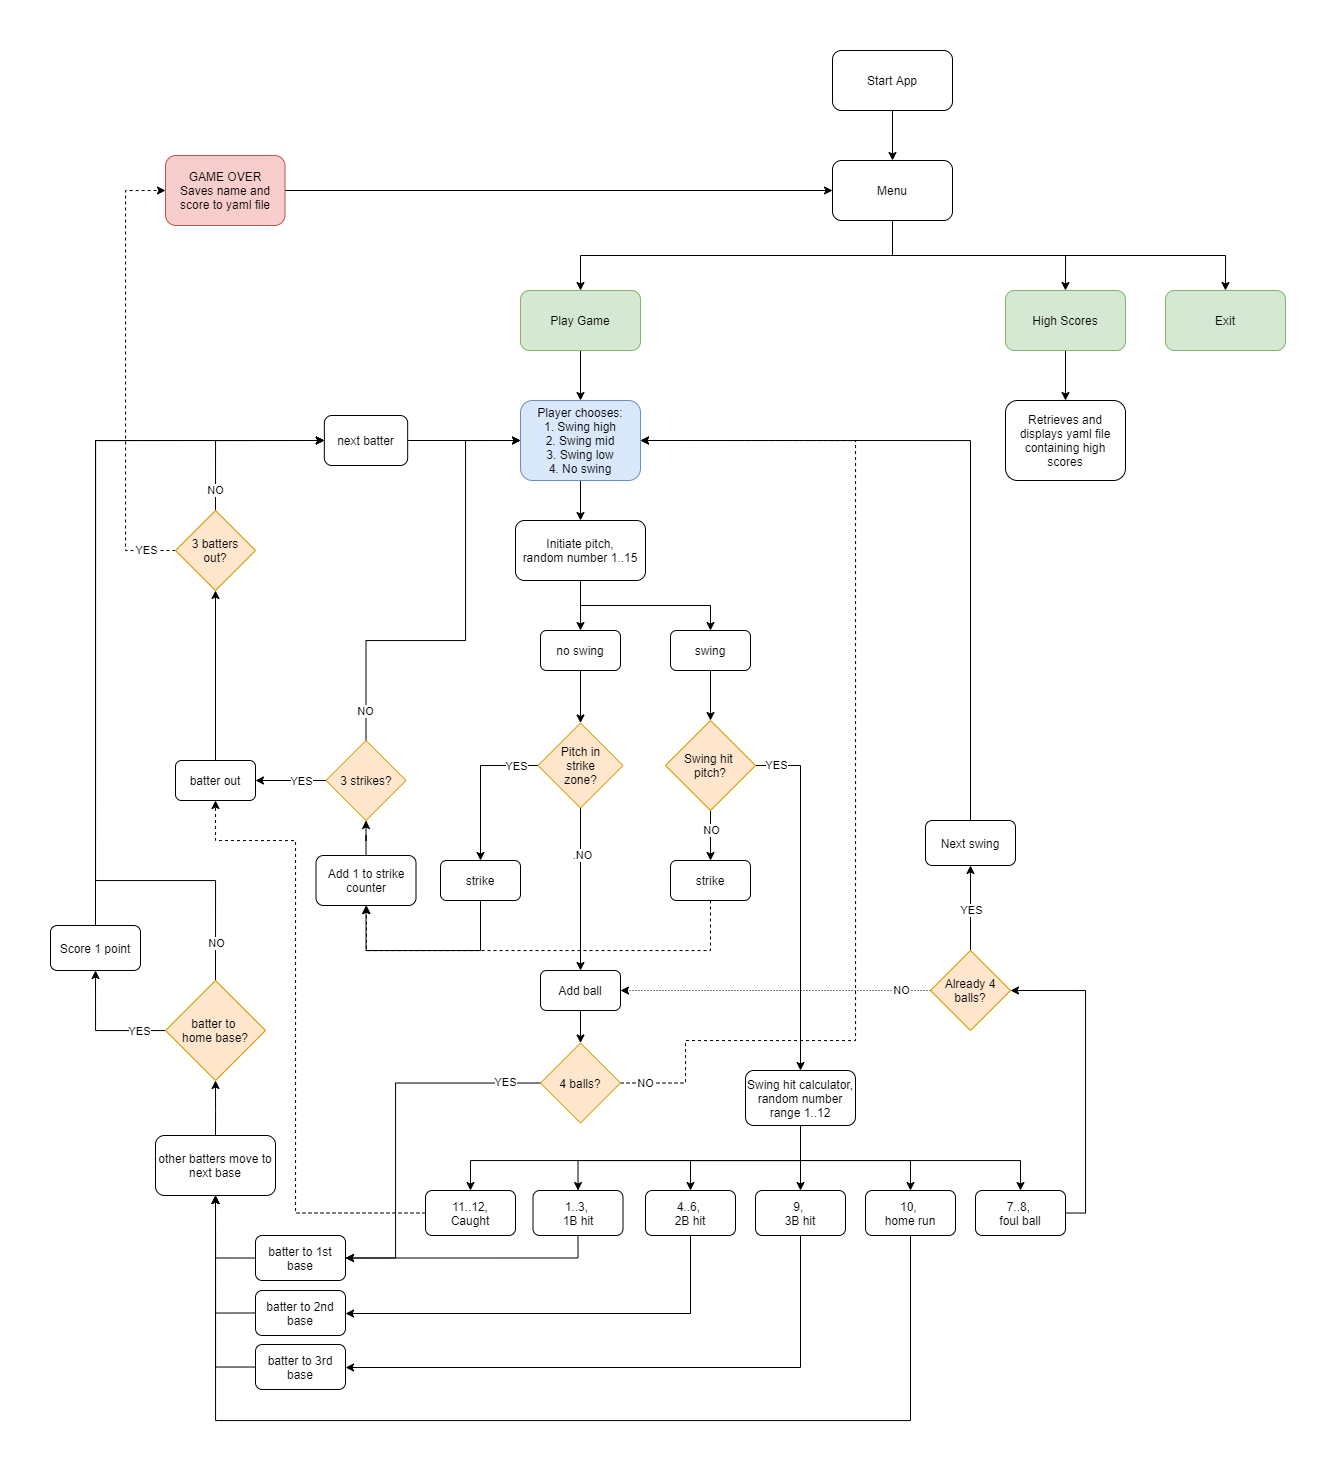 Start App
GAME OVER
Saves name and
score to yaml file
Menu
Play Game
High Scores
Exit
next batter
Player chooses:
1. Swing high
2. Swing mid
3. Swing low
4. No swing
Retrieves and
displays yaml file
containing high
scores
NO
3 batters
out?
YES
Initiate pitch,
random number 1..15
no swing
swing
NO
batter out
YES
3 strikes?
YES
Pitch in
strike
zone?
Swing hit
pitch?
YES
NO
.NO
Next swing
Add 1 to strike
counter
strike
strike
YES
Score 1 point
NO
Add ball
NO
Already 4
balls?
YES
batter to
home base?
YES
4 balls?
NO
Swing hit calculator,
random number
range 1..12
other batters move to
next base
11..12,
Caught
1..3,
1B hit
4..6,
2B hit
9,
3B hit
10,
home run
7..8,
foul ball
batter to 1st
base
batter to 2nd
base
batter to 3rd
base